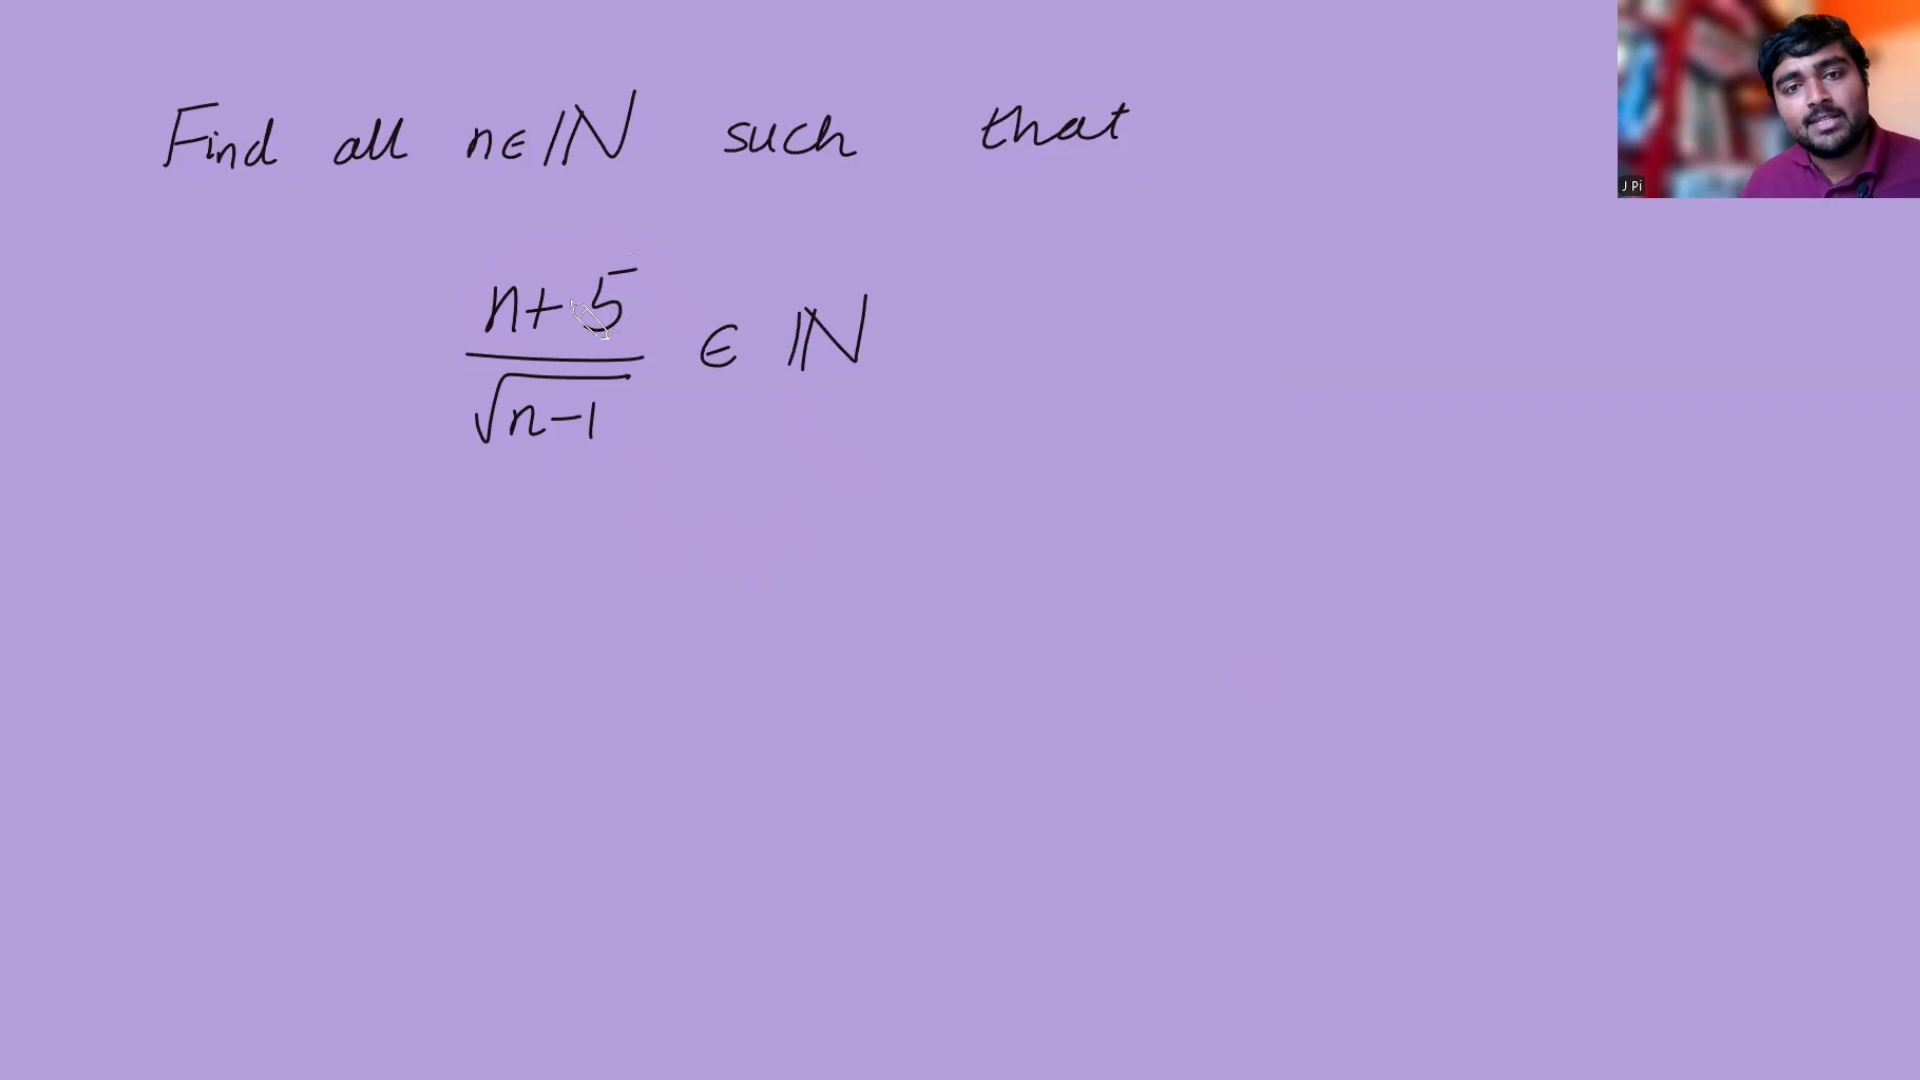 Find all n ∈ ℕ such that
n+5
√n-1
∈ ℕ
J Pi